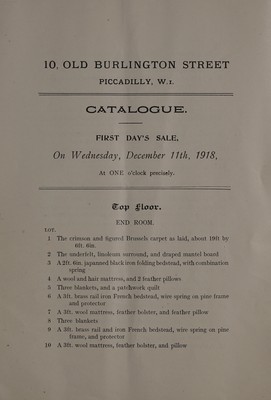 10, OLD BURLINGTON STREET
PICCADILLY, W.1.
CATALOGUE.
FIRST DAY'S SALE,
On Wednesday, December 11th, 1918,
At ONE o'clock precisely.
Top Floor.
END ROOM.
LOT.
1 The crimson and figured Brussels carpet as laid, about 19ft by
6ft. 6in.
2 The underfelt, linoleum surround, and draped mantel board
3 A 2ft. 6in. japanned black iron folding bedstead, with combination
spring
4 A wool and hair mattress, and 2 feather pillows
5 Three blankets, and a patchwork quilt
6 A 3ft. brass rail iron French bedstead, wire spring on pine frame
and protector
7 A 3ft. wool mattress, feather bolster, and feather pillow
8 Three blankets
9 A 3ft. brass rail and iron French bedstead, wire spring on pine
frame, and protector
10 A 3ft. wool mattress, feather bolster, and pillow